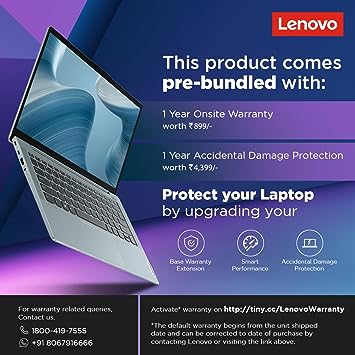 Lenovo
This product comes
pre-bundled with:
1 Year Onsite Warranty
worth ₹899/-
1 Year Accidental Damage Protection
worth ₹4,399/-
Protect your Laptop
by upgrading your
Base Warranty
Extension
Smart
Performance
Accidental Damage
Protection
For warranty related queries,
Contact us.
1800-419-7555
+91 8067916666
Activate* warranty on http://tiny.cc/LenovoWarranty
*The default warranty begins from the unit shipped
date and can be corrected to date of purchase by
contacting Lenovo or visiting the link above.